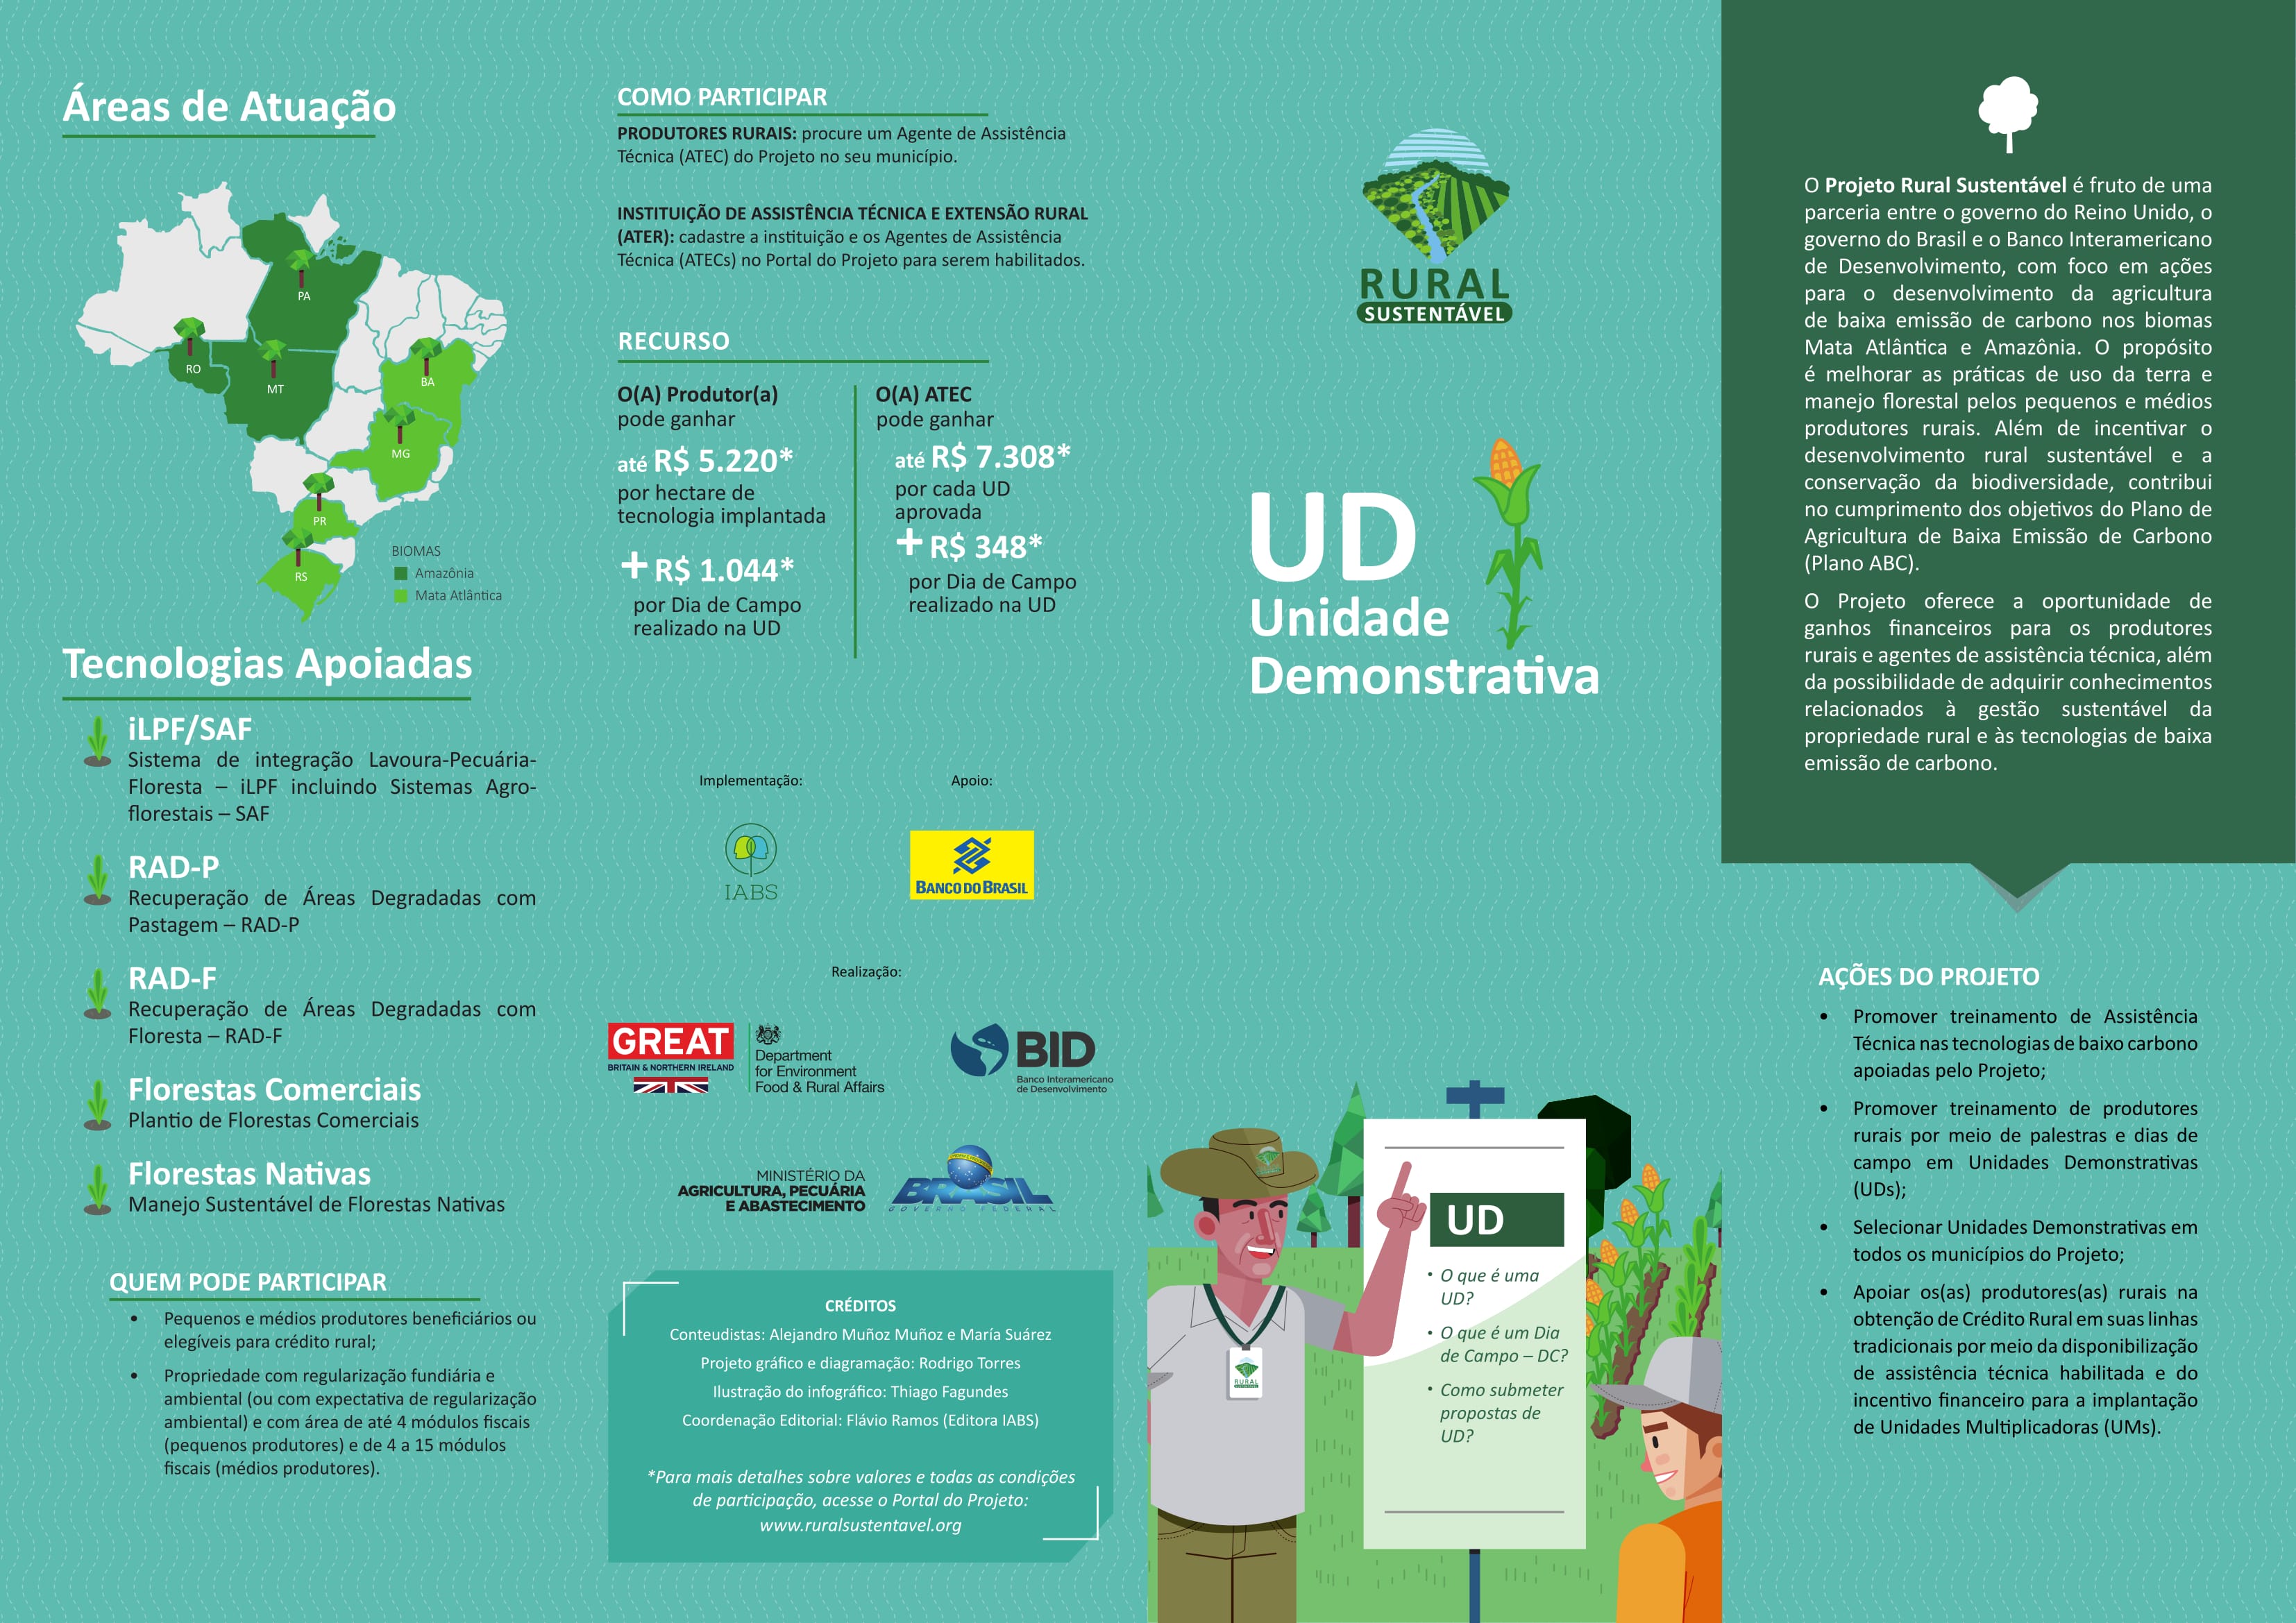 Áreas de Atuação
PA
RO
MT
BA
MG
PR
RS
BIOMAS
Amazônia
Mata Atlântica
Tecnologias Apoiadas
iLPF/SAF
Sistema de integração Lavoura-Pecuária-
Floresta – iLPF incluindo Sistemas Agro-
florestais – SAF
RAD-P
Recuperação de Áreas Degradadas com
Pastagem – RAD-P
RAD-F
Recuperação de Áreas Degradadas com
Floresta – RAD-F
Florestas Comerciais
Plantio de Florestas Comerciais
Florestas Nativas
Manejo Sustentável de Florestas Nativas
QUEM PODE PARTICIPAR
• Pequenos e médios produtores beneficiários ou
elegíveis para crédito rural;
• Propriedade com regularização fundiária e
ambiental (ou com expectativa de regularização
ambiental) e com área de até 4 módulos fiscais
(pequenos produtores) e de 4 a 15 módulos
fiscais (médios produtores).
COMO PARTICIPAR
PRODUTORES RURAIS: procure um Agente de Assistência
Técnica (ATEC) do Projeto no seu município.
INSTITUIÇÃO DE ASSISTÊNCIA TÉCNICA E EXTENSÃO RURAL
(ATER): cadastre a instituição e os Agentes de Assistência
Técnica (ATECs) no Portal do Projeto para serem habilitados.
RECURSO
O(A) Produtor(a)
pode ganhar
até R$ 5.220*
por hectare de
tecnologia implantada
+ R$ 1.044*
por Dia de Campo
realizado na UD
O(A) ATEC
pode ganhar
até R$ 7.308*
por cada UD
aprovada
+ R$ 348*
por Dia de Campo
realizado na UD
Implementação:
Apoio:
IABS
BANCO DO BRASIL
Realização:
GREAT
BRITAIN & NORTHERN IRELAND
Department
for Environment
Food & Rural Affairs
BID
Banco Interamericano
de Desenvolvimento
MINISTÉRIO DA
AGRICULTURA, PECUÁRIA
E ABASTECIMENTO
BRASIL
GOVERNO FEDERAL
CRÉDITOS
Conteudistas: Alejandro Muñoz Muñoz e María Suárez
Projeto gráfico e diagramação: Rodrigo Torres
Ilustração do infográfico: Thiago Fagundes
Coordenação Editorial: Flávio Ramos (Editora IABS)
*Para mais detalhes sobre valores e todas as condições
de participação, acesse o Portal do Projeto:
www.ruralsustentavel.org
RURAL
SUSTENTÁVEL
UD
Unidade
Demonstrativa
UD
• O que é uma
UD?
• O que é um Dia
de Campo – DC?
• Como submeter
propostas de
UD?
RURAL
O Projeto Rural Sustentável é fruto de uma
parceria entre o governo do Reino Unido, o
governo do Brasil e o Banco Interamericano
de Desenvolvimento, com foco em ações
para o desenvolvimento da agricultura
de baixa emissão de carbono nos biomas
Mata Atlântica e Amazônia. O propósito
é melhorar as práticas de uso da terra e
manejo florestal pelos pequenos e médios
produtores rurais. Além de incentivar o
desenvolvimento rural sustentável e a
conservação da biodiversidade, contribui
no cumprimento dos objetivos do Plano de
Agricultura de Baixa Emissão de Carbono
(Plano ABC).
O Projeto oferece a oportunidade de
ganhos financeiros para os produtores
rurais e agentes de assistência técnica, além
da possibilidade de adquirir conhecimentos
relacionados à gestão sustentável da
propriedade rural e às tecnologias de baixa
emissão de carbono.
AÇÕES DO PROJETO
• Promover treinamento de Assistência
Técnica nas tecnologias de baixo carbono
apoiadas pelo Projeto;
• Promover treinamento de produtores
rurais por meio de palestras e dias de
campo em Unidades Demonstrativas
(UDs);
• Selecionar Unidades Demonstrativas em
todos os municípios do Projeto;
• Apoiar os(as) produtores(as) rurais na
obtenção de Crédito Rural em suas linhas
tradicionais por meio da disponibilização
de assistência técnica habilitada e do
incentivo financeiro para a implantação
de Unidades Multiplicadoras (UMs).